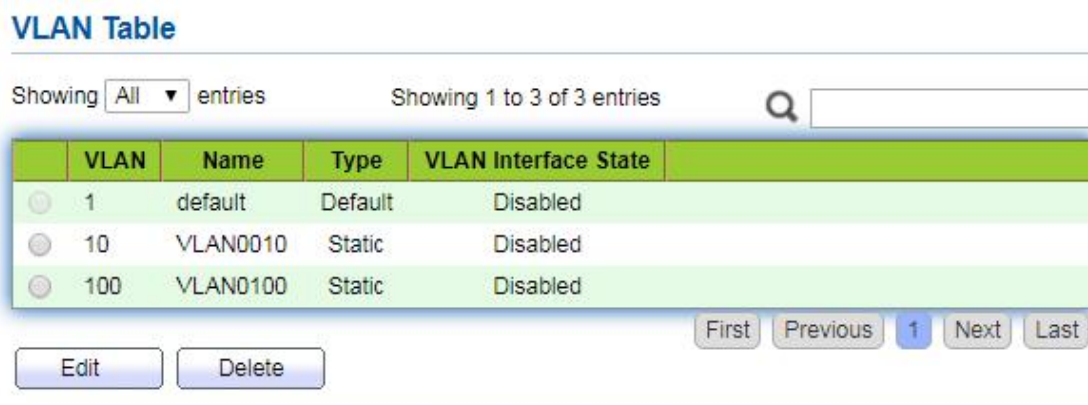 VLAN Table
Showing All entries Showing 1 to 3 of 3 entries
VLAN Name Type VLAN Interface State
1 default Default Disabled
10 VLAN0010 Static Disabled
100 VLAN0100 Static Disabled
First Previous 1 Next Last
Edit Delete